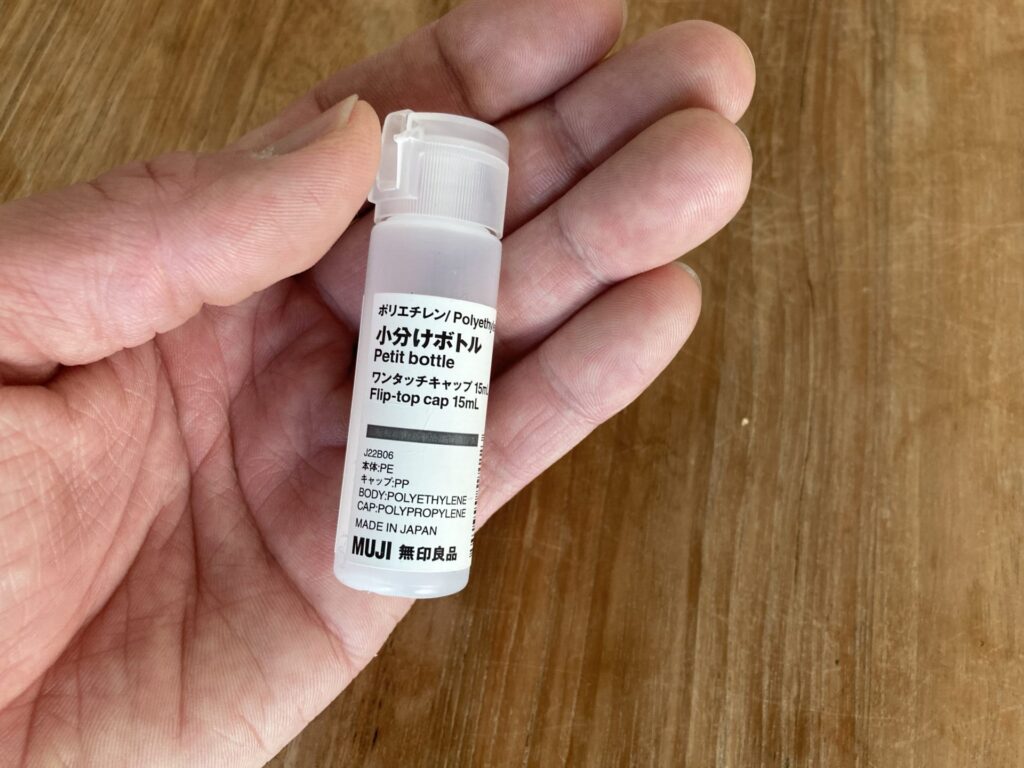 ポリエチレン/ Polyethyle
小分けボトル
Petit bottle
ワンタッチキャップ 15mL
Flip-top cap 15mL
J22B06
本体:PE
キャップ:PP
BODY:POLYETHYLENE
CAP:POLYPROPYLENE
MADE IN JAPAN
MUJI 無印良品